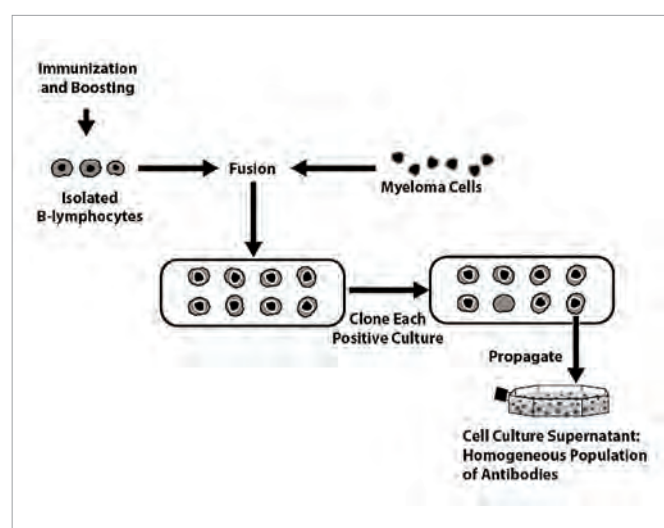 Immunization
and Boosting
Fusion
Isolated
B-lymphocytes
Myeloma Cells
Clone Each
Positive Culture
Propagate
Cell Culture Supernatant:
Homogeneous Population
of Antibodies